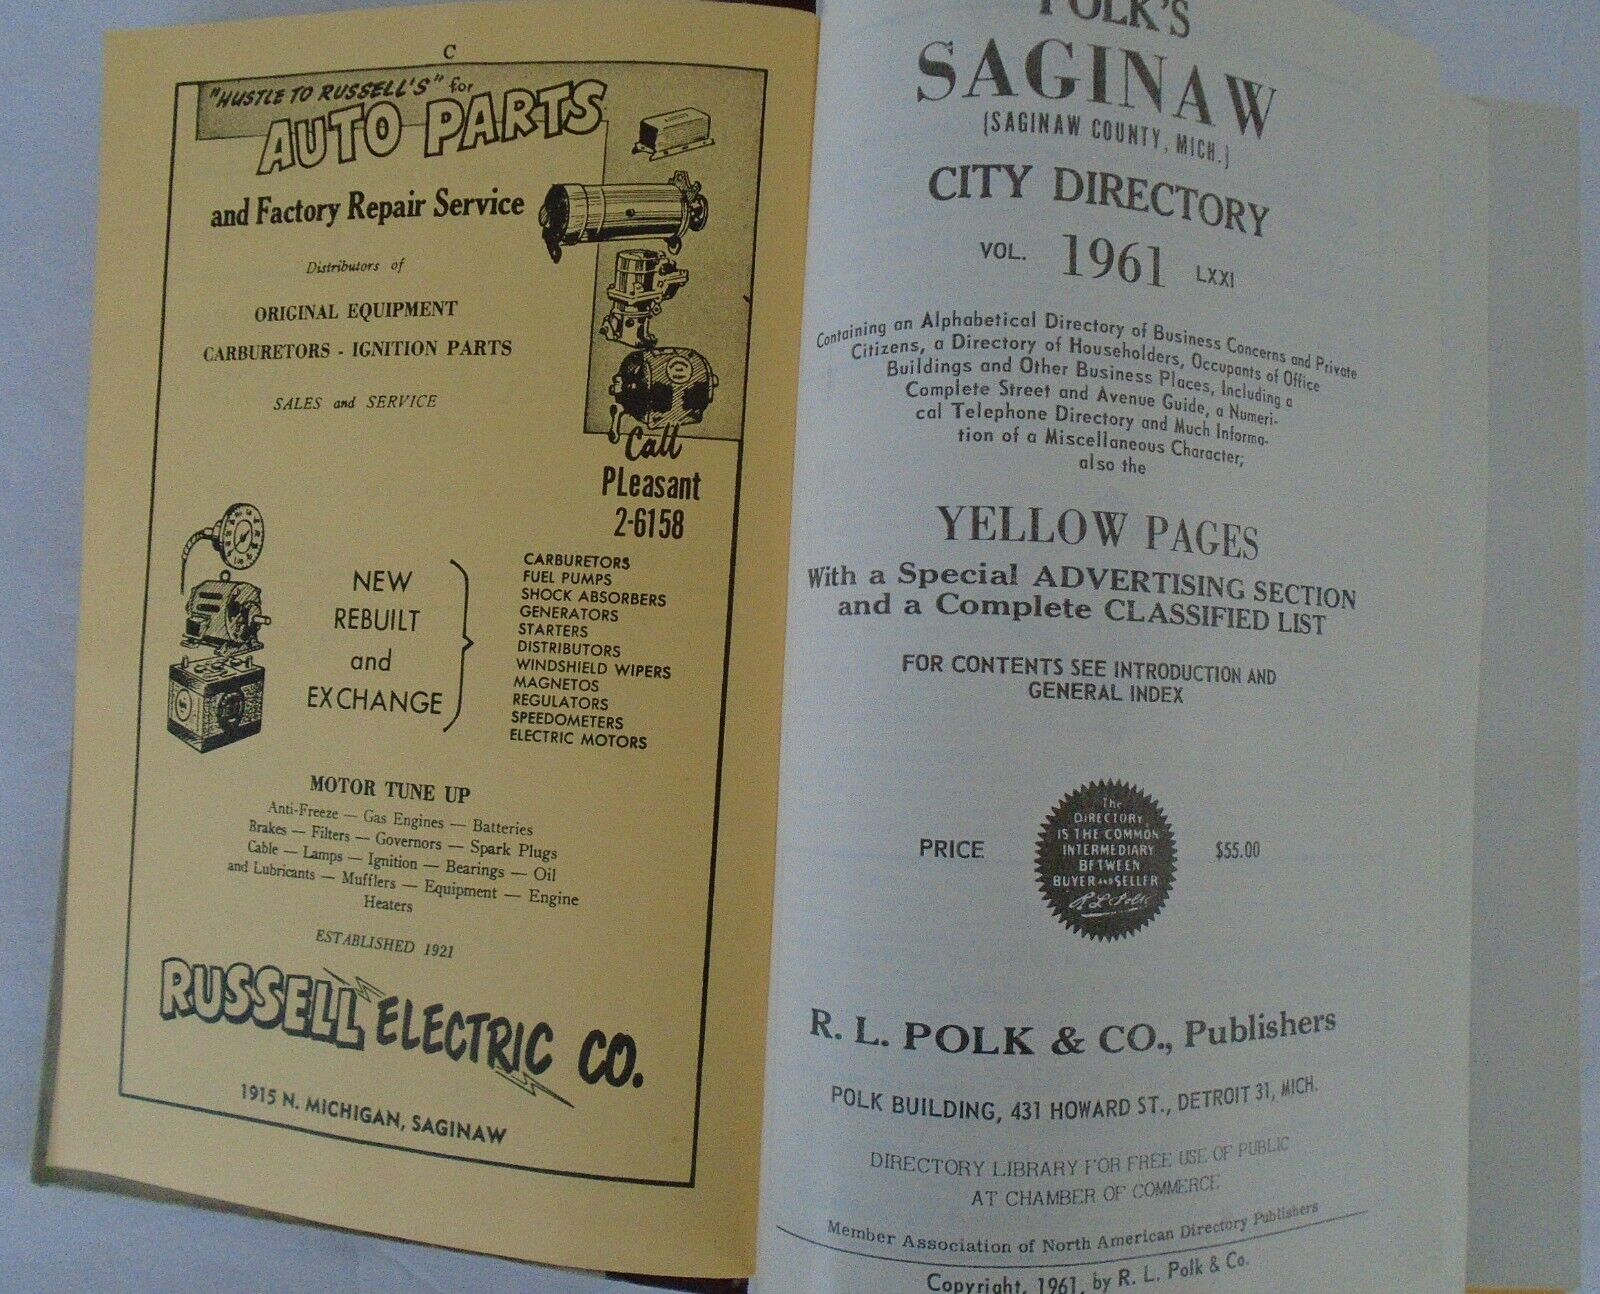 C
"HUSTLE TO RUSSELL'S" for
AUTO PARTS
and Factory Repair Service
Distributors of
ORIGINAL EQUIPMENT
CARBURETORS - IGNITION PARTS
SALES and SERVICE
Call
PLeasant
2-6158
NEW
REBUILT
and
EXCHANGE
CARBURETORS
FUEL PUMPS
SHOCK ABSORBERS
GENERATORS
STARTERS
DISTRIBUTORS
WINDSHIELD WIPERS
MAGNETOS
REGULATORS
SPEEDOMETERS
ELECTRIC MOTORS
MOTOR TUNE UP
Anti-Freeze — Gas Engines — Batteries
Brakes — Filters — Governors — Spark Plugs
Cable — Lamps — Ignition — Bearings — Oil
and Lubricants — Mufflers — Equipment — Engine
Heaters
ESTABLISHED 1921
RUSSELL ELECTRIC CO.
1915 N. MICHIGAN, SAGINAW
POLK'S
SAGINAW
(SAGINAW COUNTY, MICH.)
CITY DIRECTORY
VOL. 1961 LXXI
Containing an Alphabetical Directory of Business Concerns and Private
Citizens, a Directory of Householders, Occupants of Office
Buildings and Other Business Places, Including a
Complete Street and Avenue Guide, a Numeri-
cal Telephone Directory and Much Informa-
tion of a Miscellaneous Character;
also the
YELLOW PAGES
With a Special ADVERTISING SECTION
and a Complete CLASSIFIED LIST
FOR CONTENTS SEE INTRODUCTION AND
GENERAL INDEX
PRICE
The
DIRECTORY
IS THE COMMON
INTERMEDIARY
BETWEEN
BUYER AND SELLER
R L Polk
$55.00
R. L. POLK & CO., Publishers
POLK BUILDING, 431 HOWARD ST., DETROIT 31, MICH.
DIRECTORY LIBRARY FOR FREE USE OF PUBLIC
AT CHAMBER OF COMMERCE
Member Association of North American Directory Publishers
Copyright, 1961, by R. L. Polk & Co.